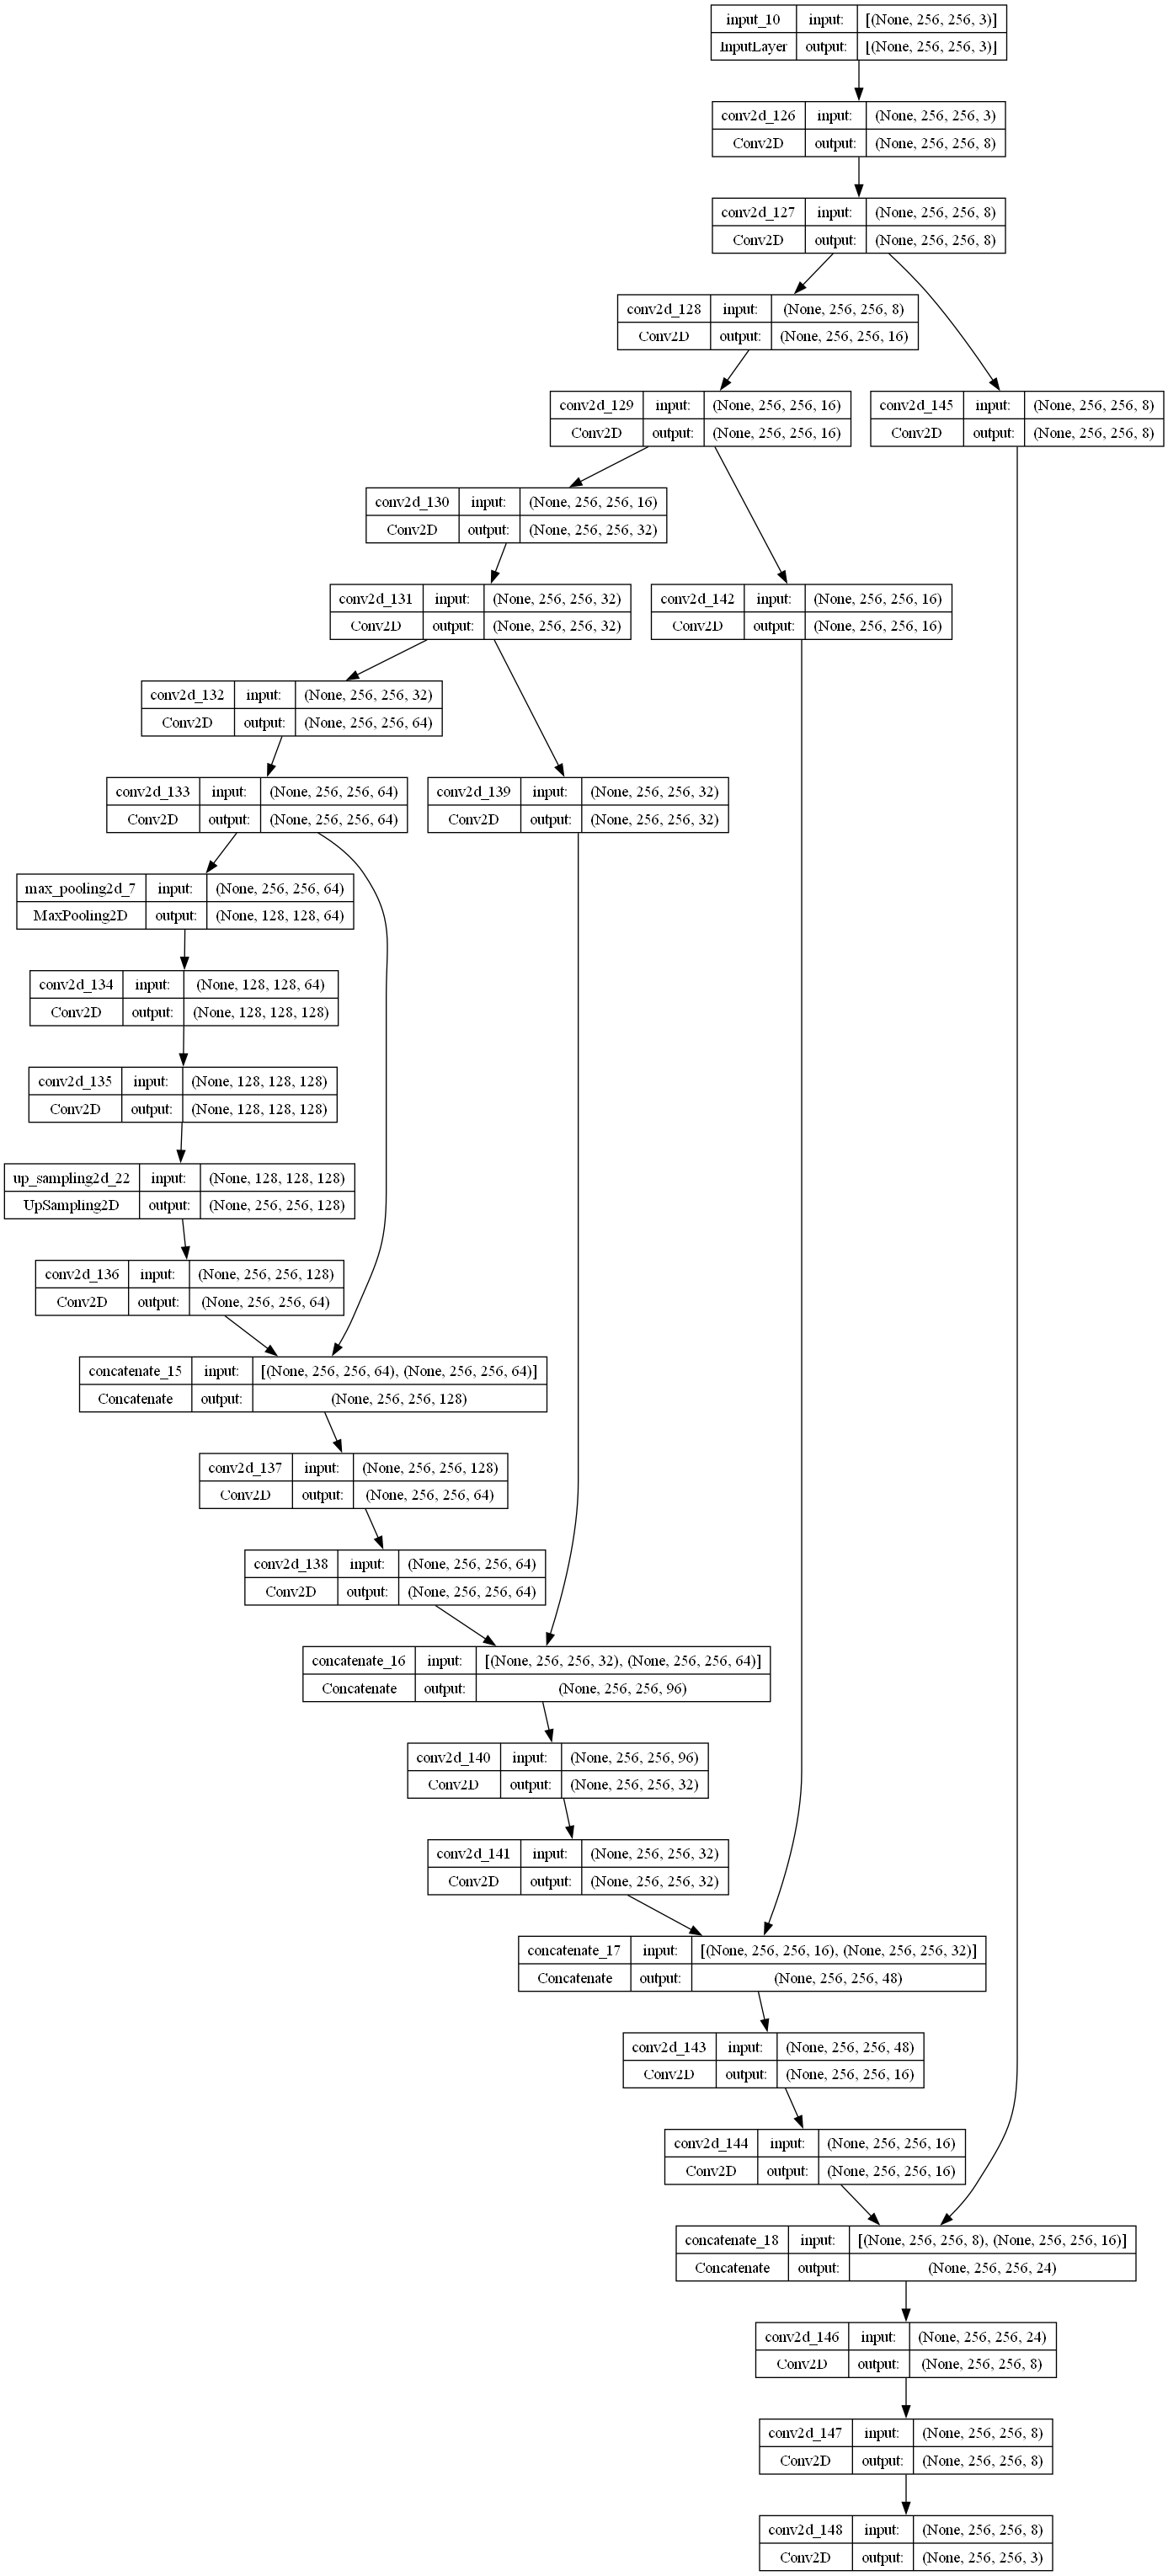 input_10 input: [(None, 256, 256, 3)]
InputLayer output: [(None, 256, 256, 3)]
conv2d_126 input: (None, 256, 256, 3)
Conv2D output: (None, 256, 256, 8)
conv2d_127 input: (None, 256, 256, 8)
Conv2D output: (None, 256, 256, 8)
conv2d_128 input: (None, 256, 256, 8)
Conv2D output: (None, 256, 256, 16)
conv2d_129 input: (None, 256, 256, 16)
Conv2D output: (None, 256, 256, 16)
conv2d_145 input: (None, 256, 256, 8)
Conv2D output: (None, 256, 256, 8)
conv2d_130 input: (None, 256, 256, 16)
Conv2D output: (None, 256, 256, 32)
conv2d_131 input: (None, 256, 256, 32)
Conv2D output: (None, 256, 256, 32)
conv2d_142 input: (None, 256, 256, 16)
Conv2D output: (None, 256, 256, 16)
conv2d_132 input: (None, 256, 256, 32)
Conv2D output: (None, 256, 256, 64)
conv2d_133 input: (None, 256, 256, 64)
Conv2D output: (None, 256, 256, 64)
conv2d_139 input: (None, 256, 256, 32)
Conv2D output: (None, 256, 256, 32)
max_pooling2d_7 input: (None, 256, 256, 64)
MaxPooling2D output: (None, 128, 128, 64)
conv2d_134 input: (None, 128, 128, 64)
Conv2D output: (None, 128, 128, 128)
conv2d_135 input: (None, 128, 128, 128)
Conv2D output: (None, 128, 128, 128)
up_sampling2d_22 input: (None, 128, 128, 128)
UpSampling2D output: (None, 256, 256, 128)
conv2d_136 input: (None, 256, 256, 128)
Conv2D output: (None, 256, 256, 64)
concatenate_15 input: [(None, 256, 256, 64), (None, 256, 256, 64)]
Concatenate output: (None, 256, 256, 128)
conv2d_137 input: (None, 256, 256, 128)
Conv2D output: (None, 256, 256, 64)
conv2d_138 input: (None, 256, 256, 64)
Conv2D output: (None, 256, 256, 64)
concatenate_16 input: [(None, 256, 256, 32), (None, 256, 256, 64)]
Concatenate output: (None, 256, 256, 96)
conv2d_140 input: (None, 256, 256, 96)
Conv2D output: (None, 256, 256, 32)
conv2d_141 input: (None, 256, 256, 32)
Conv2D output: (None, 256, 256, 32)
concatenate_17 input: [(None, 256, 256, 16), (None, 256, 256, 32)]
Concatenate output: (None, 256, 256, 48)
conv2d_143 input: (None, 256, 256, 48)
Conv2D output: (None, 256, 256, 16)
conv2d_144 input: (None, 256, 256, 16)
Conv2D output: (None, 256, 256, 16)
concatenate_18 input: [(None, 256, 256, 8), (None, 256, 256, 16)]
Concatenate output: (None, 256, 256, 24)
conv2d_146 input: (None, 256, 256, 24)
Conv2D output: (None, 256, 256, 8)
conv2d_147 input: (None, 256, 256, 8)
Conv2D output: (None, 256, 256, 8)
conv2d_148 input: (None, 256, 256, 8)
Conv2D output: (None, 256, 256, 3)